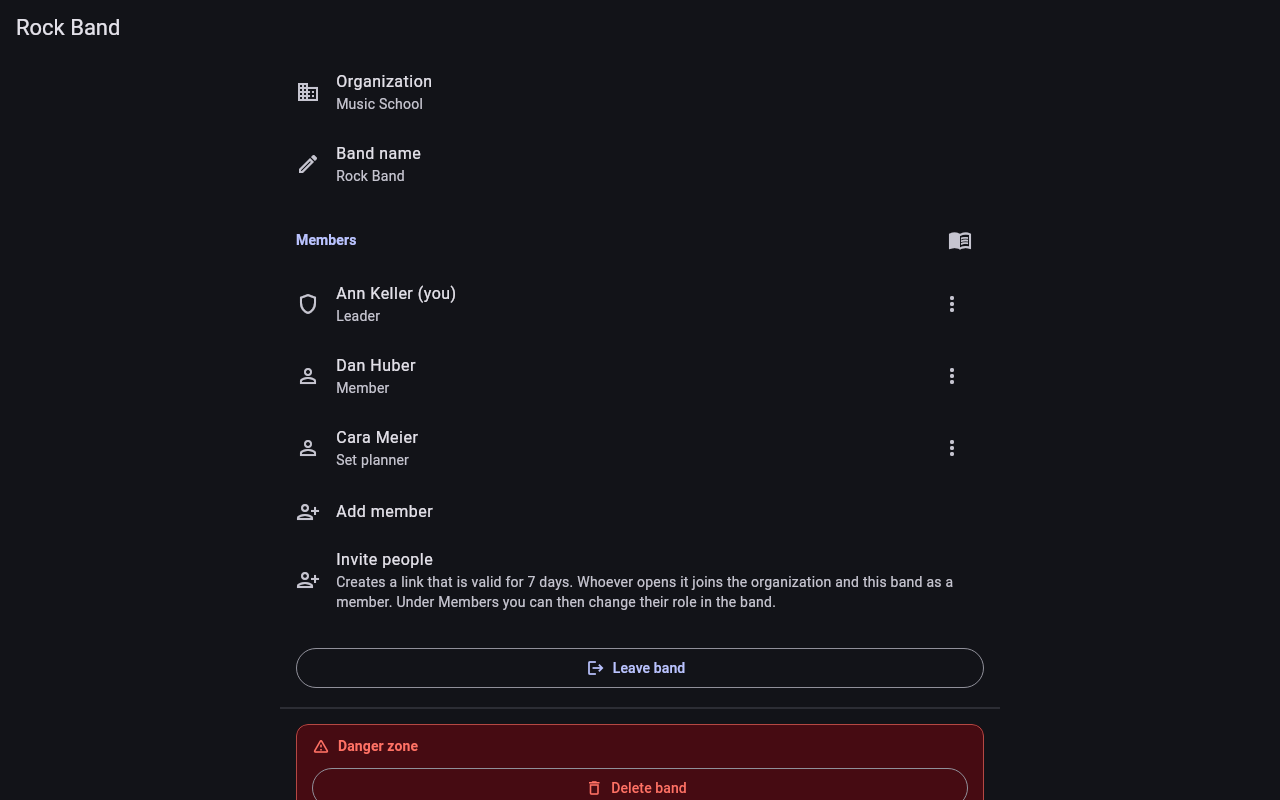 Rock Band
Organization
Music School
Band name
Rock Band
Members
Ann Keller (you)
Leader
Dan Huber
Member
Cara Meier
Set planner
Add member
Invite people
Creates a link that is valid for 7 days. Whoever opens it joins the organization and this band as a
member. Under Members you can then change their role in the band.
Leave band
Danger zone
Delete band